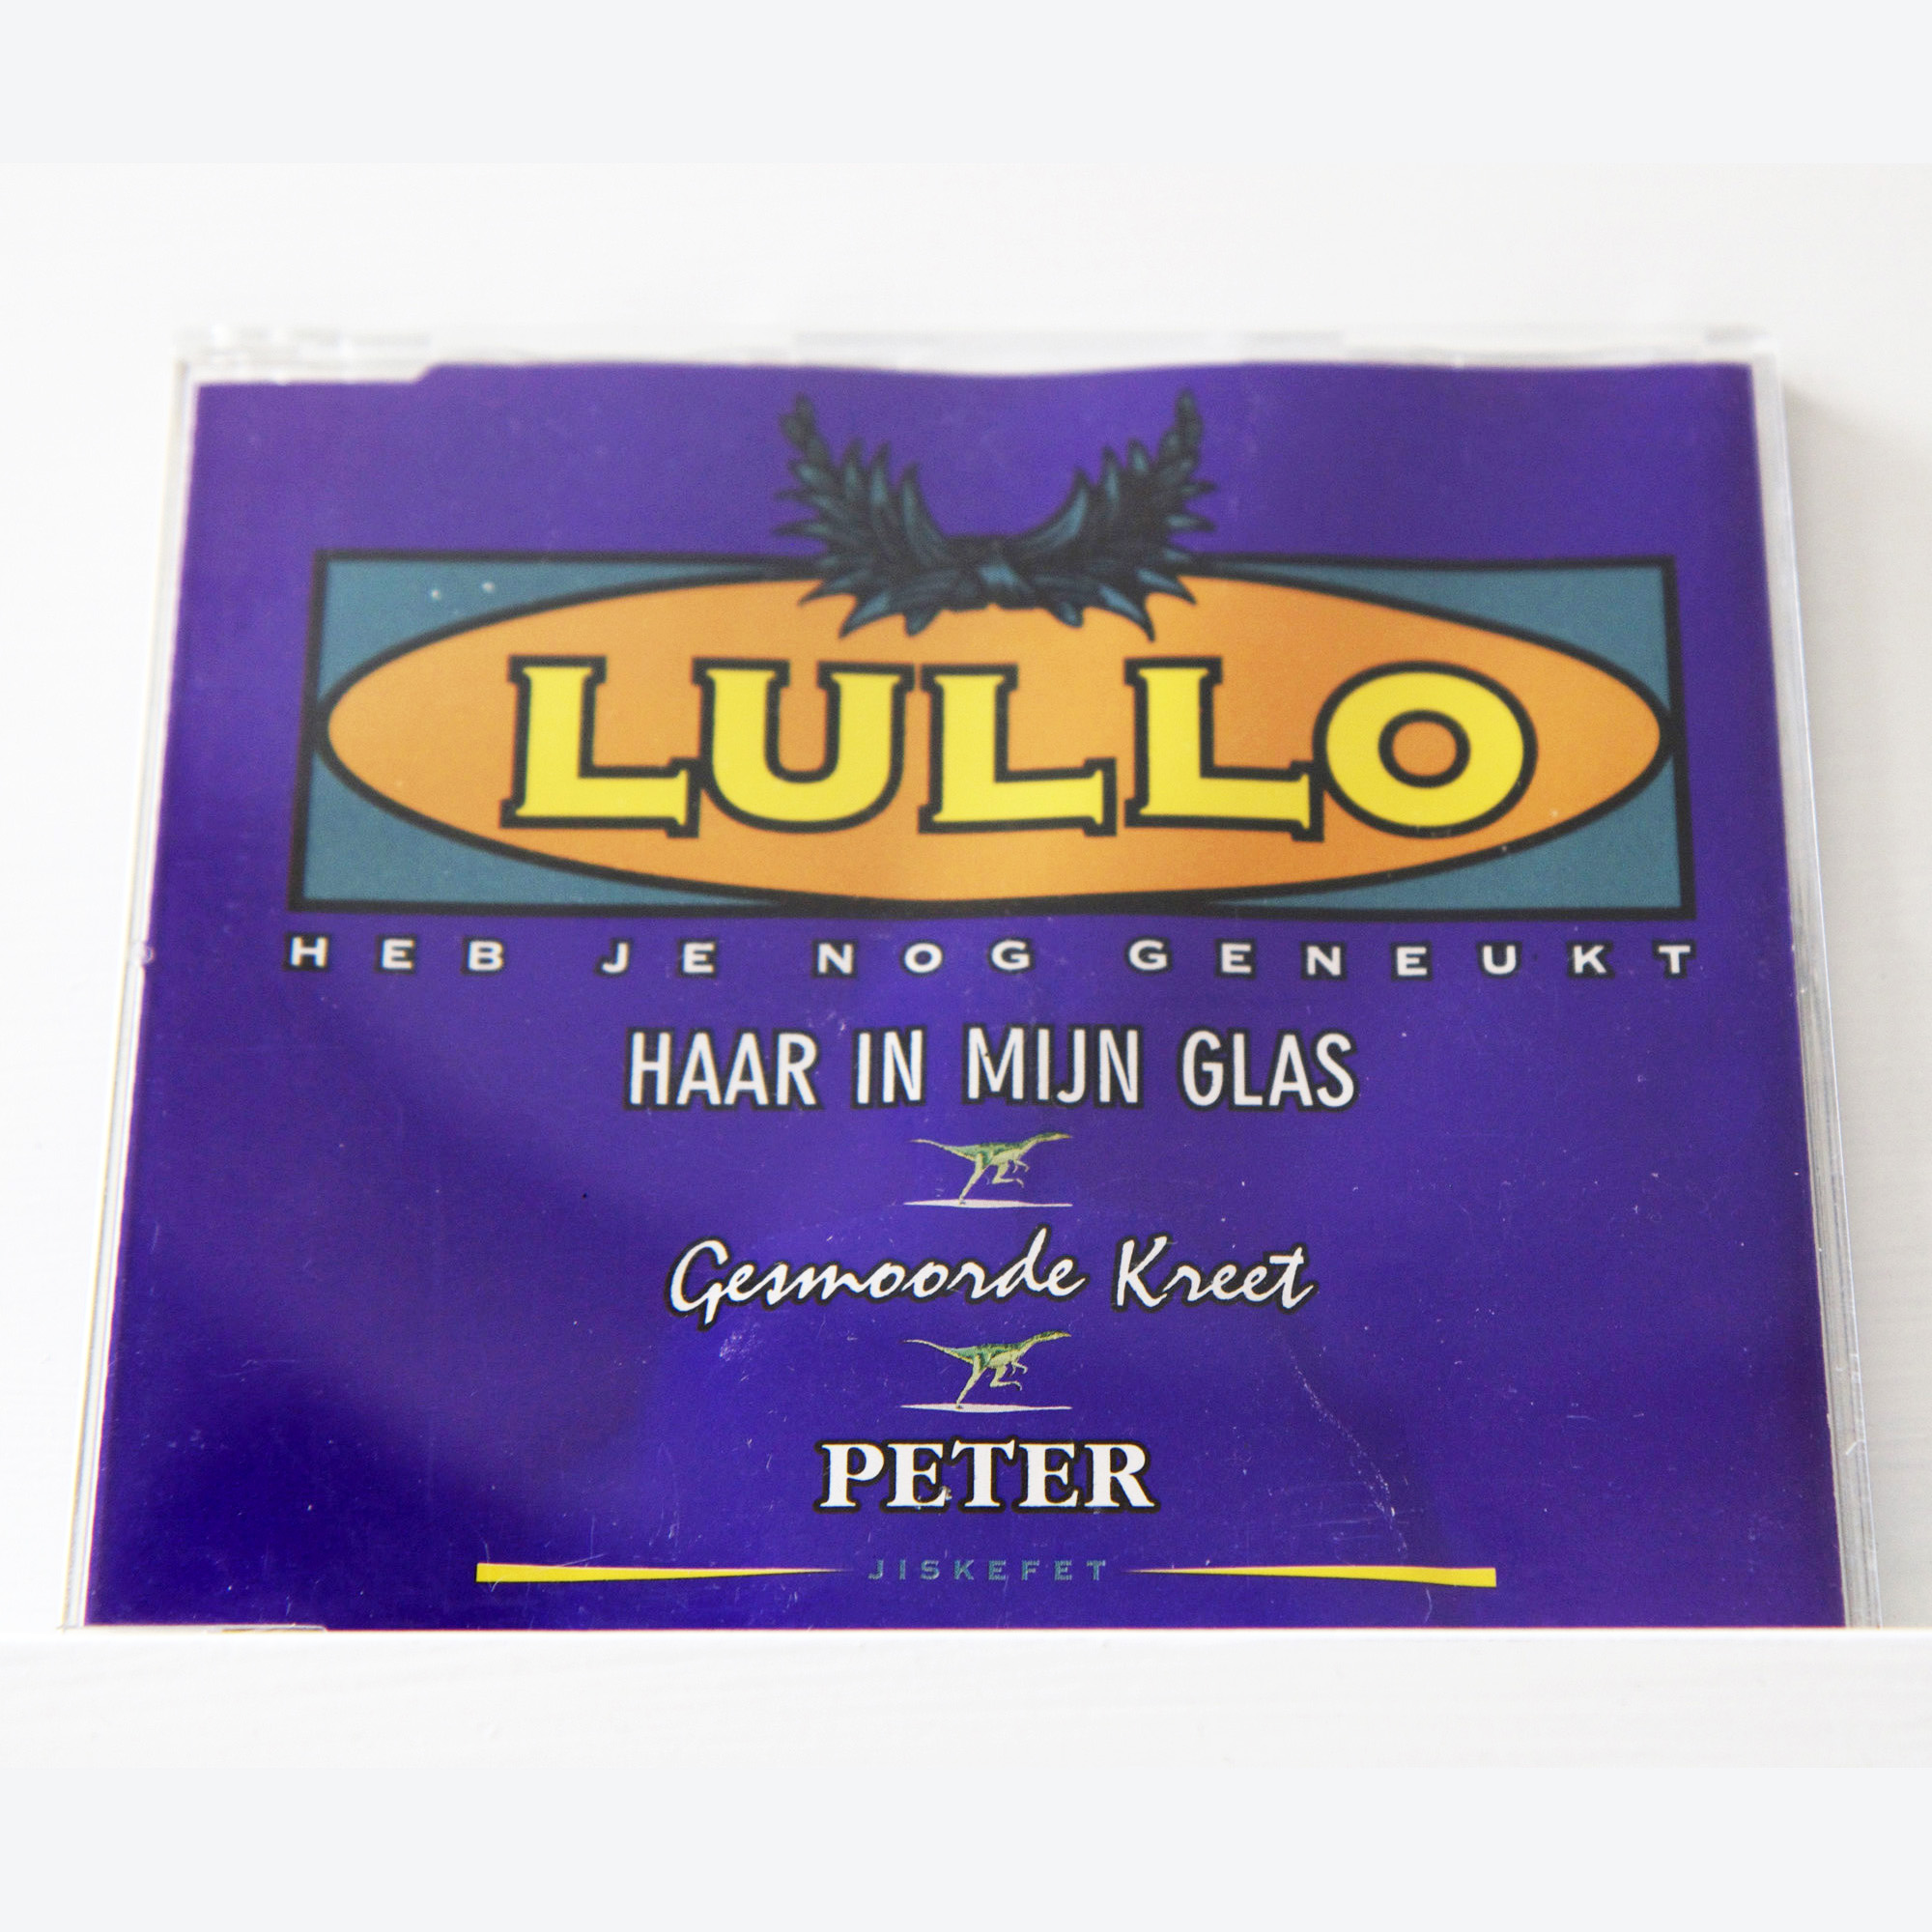 LULLO
HEB JE NOG GENEUKT
HAAR IN MIJN GLAS
Gesmoorde Kreet
PETER
JISKEFET